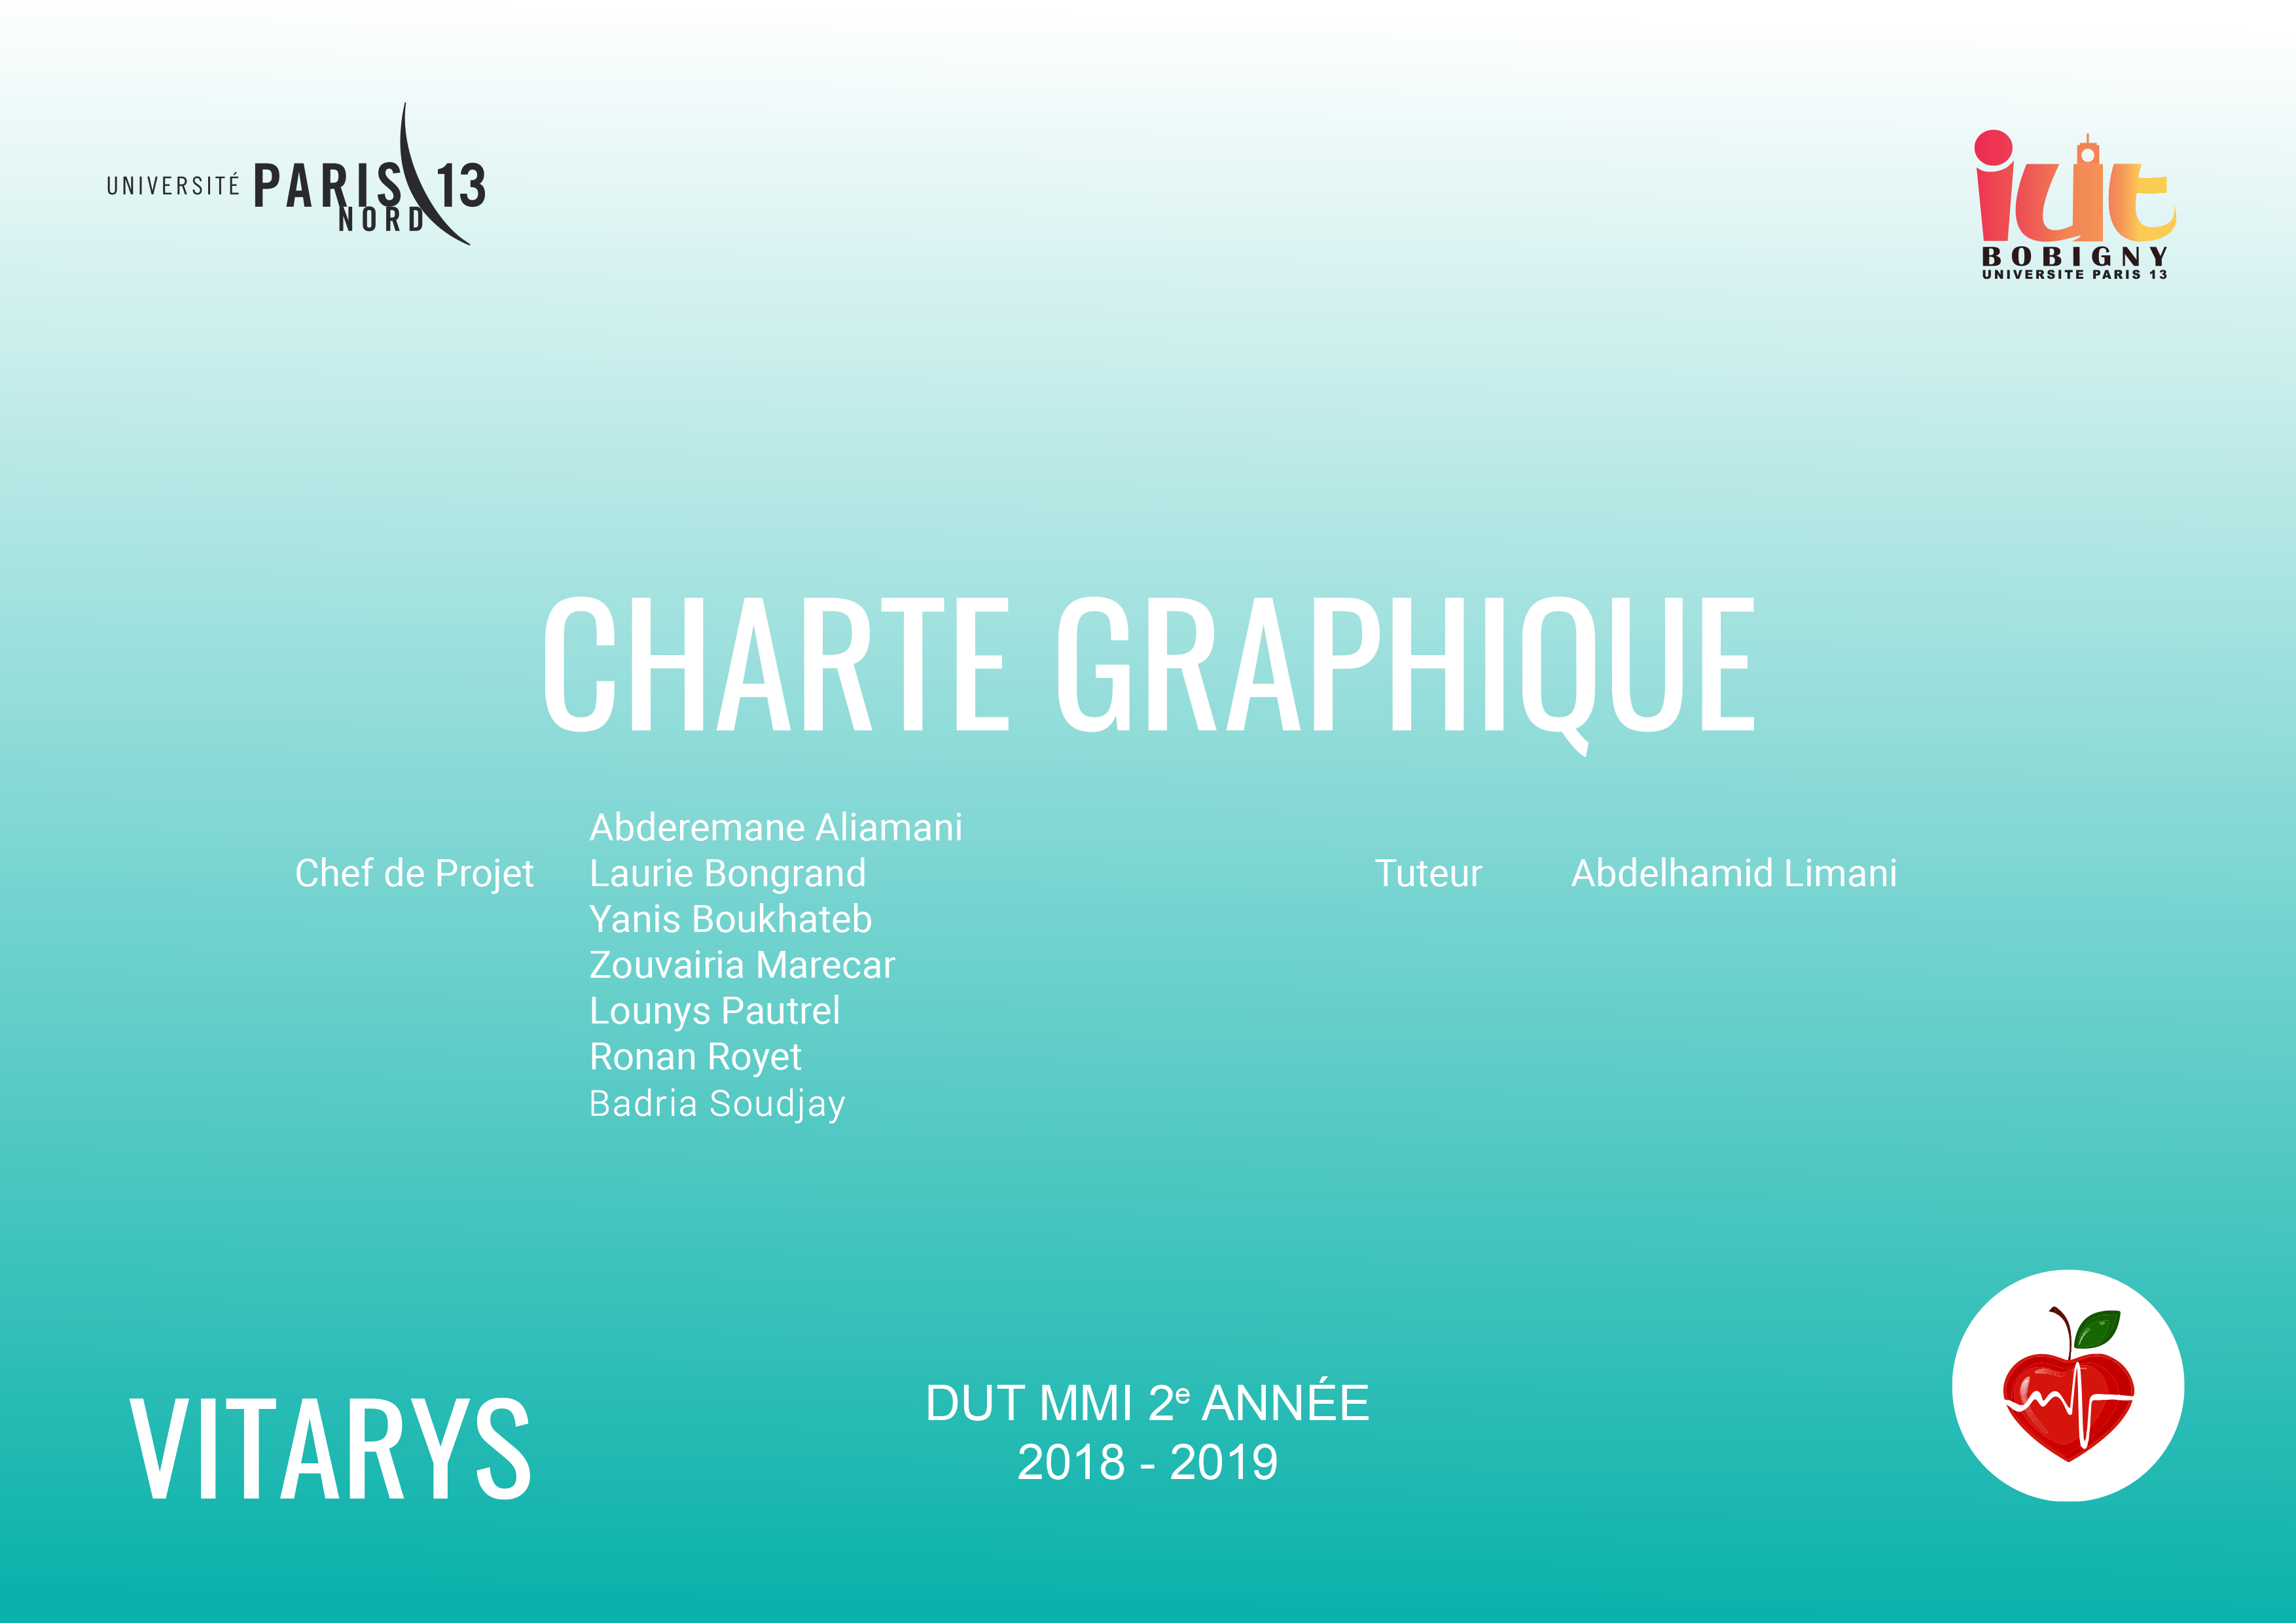 UNIVERSITÉ PARIS 13
NORD
iut
BOBIGNY
UNIVERSITE PARIS 13
CHARTE GRAPHIQUE
Abderemane Aliamani
Chef de Projet Laurie Bongrand
Yanis Boukhateb
Zouvairia Marecar
Lounys Pautrel
Ronan Royet
Badria Soudjay
Tuteur Abdelhamid Limani
VITARYS
DUT MMI 2e ANNÉE
2018 - 2019